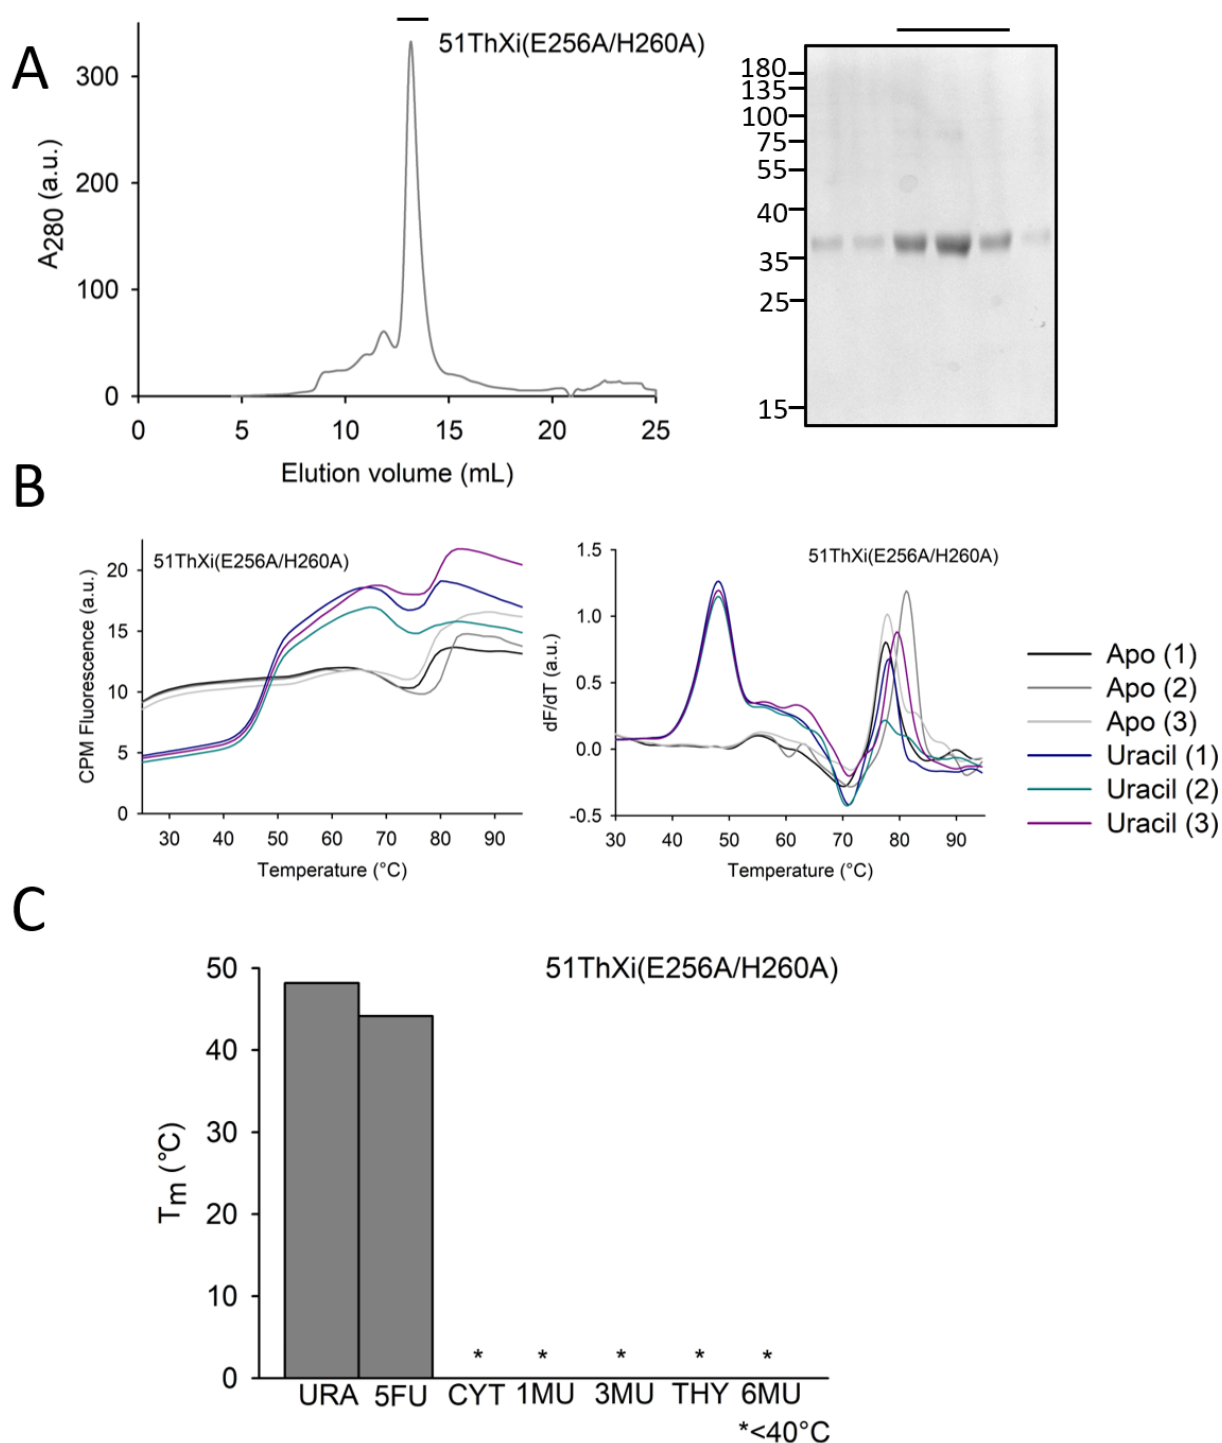 A
51ThXi(E256A/H260A)
A280 (a.u.)
300
200
100
0
0 5 10 15 20 25
Elution volume (mL)
180
135
100
75
55
40
35
25
15
B
51ThXi(E256A/H260A)
CPM Fluorescence (a.u.)
20
15
10
5
0
30 40 50 60 70 80 90
Temperature (°C)
51ThXi(E256A/H260A)
dF/dT (a.u.)
1.5
1.0
0.5
0.0
-0.5
30 40 50 60 70 80 90
Temperature (°C)
Apo (1)
Apo (2)
Apo (3)
Uracil (1)
Uracil (2)
Uracil (3)
C
51ThXi(E256A/H260A)
Tm (°C)
50
40
30
20
10
0
* * * * *
URA 5FU CYT 1MU 3MU THY 6MU
*<40°C